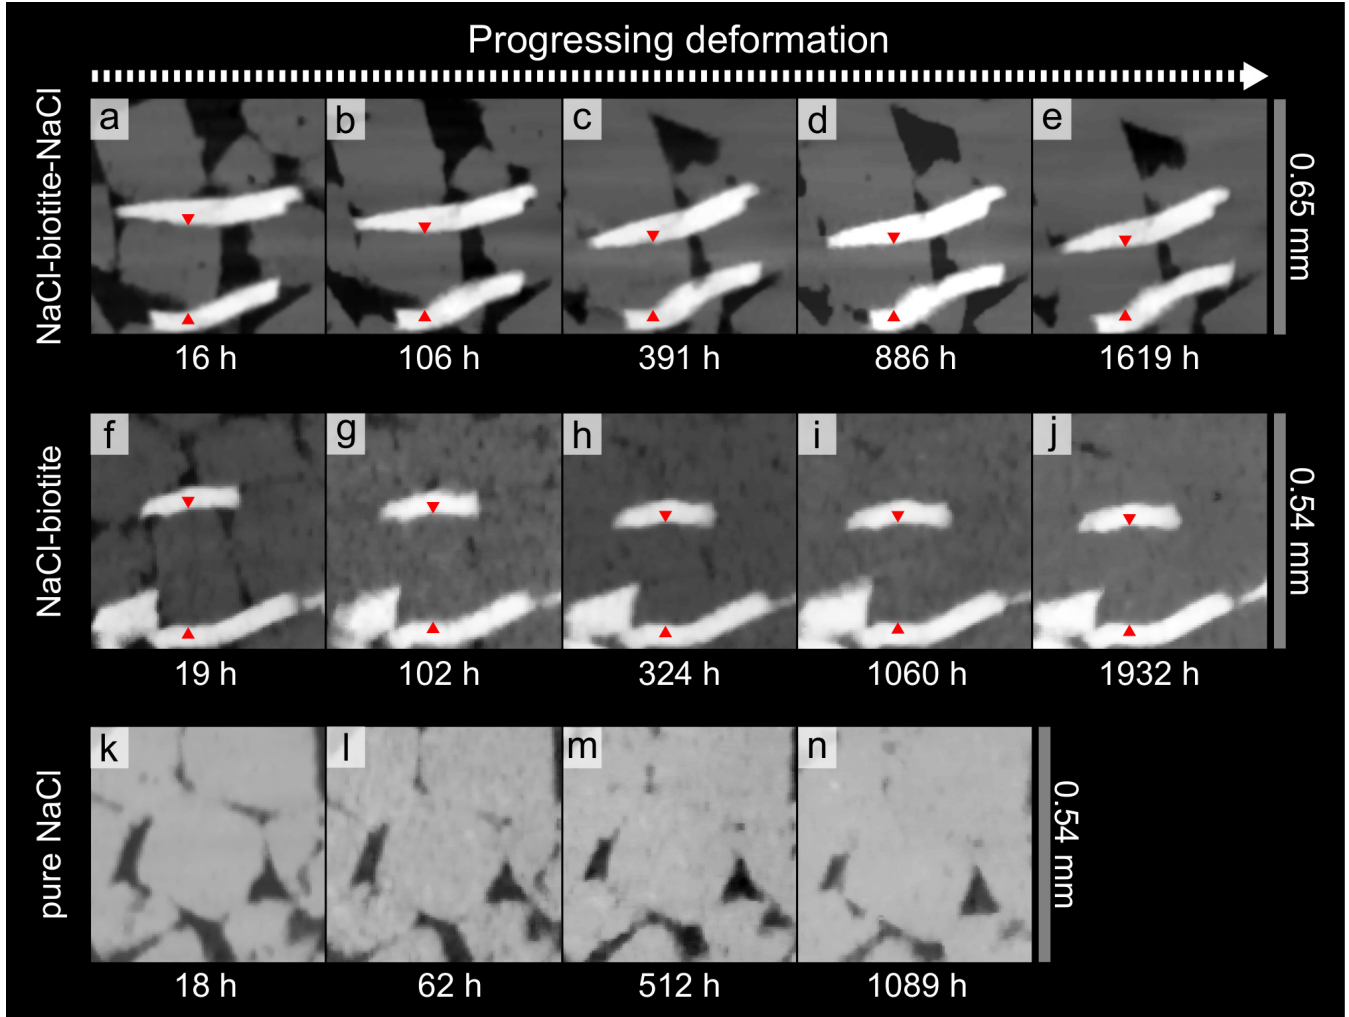 Progressing deformation
NaCl-biotite-NaCl
a
b
c
d
e
0.65 mm
16 h
106 h
391 h
886 h
1619 h
NaCl-biotite
f
g
h
i
j
0.54 mm
19 h
102 h
324 h
1060 h
1932 h
pure NaCl
k
l
m
n
0.54 mm
18 h
62 h
512 h
1089 h